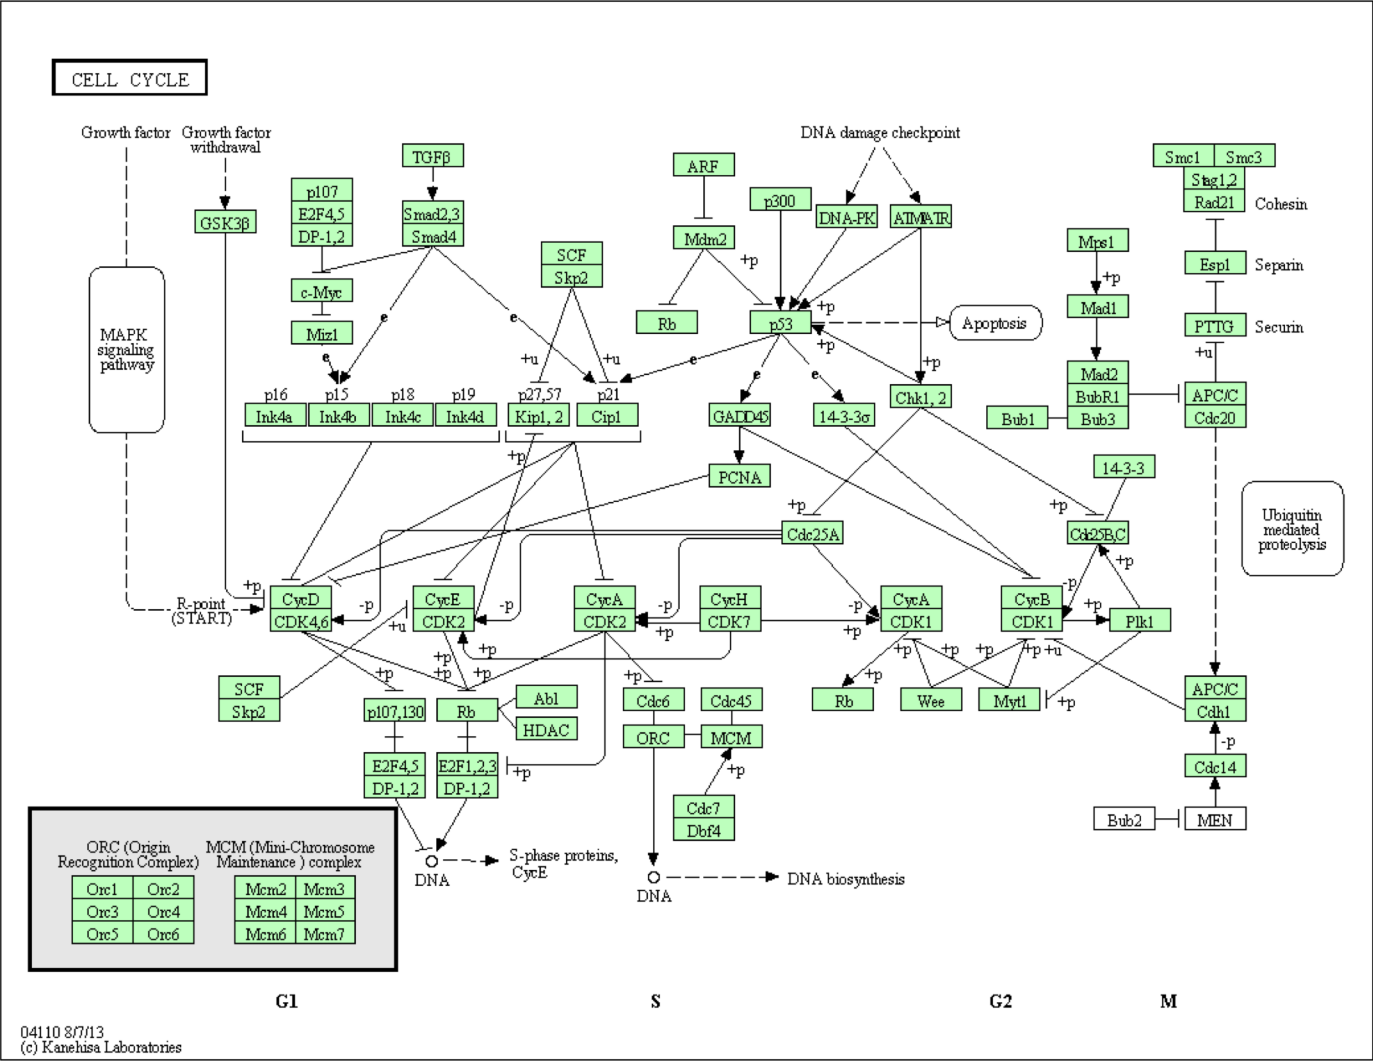 CELL CYCLE
Growth factor
Growth factor
withdrawal
DNA damage checkpoint
TGFβ
ARF
Smc1
Smc3
Stag1,2
Rad21
Cohesin
p107
E2F4,5
DP-1,2
GSK3β
Smad2,3
Smad4
p300
DNA-PK
ATM/ATR
Mdm2
+p
Mps1
+p
SCF
Skp2
Esp1
Separin
c-Myc
Miz1
e
e
e
Mad1
Rb
p53
+p
+p
Apoptosis
PTTG
Securin
+u
MAPK
signaling
pathway
+u
+u
e
e
e
+p
Mad2
BubR1
Bub3
Bub1
APC/C
Cdc20
p16
Ink4a
p15
Ink4b
p18
Ink4c
p19
Ink4d
p27,57
Kip1, 2
p21
Cip1
GADD45
14-3-3σ
Chk1, 2
+p
PCNA
14-3-3
+p
+p
Cdc25A
Cdc25B,C
Ubiquitin
mediated
proteolysis
+p
R-point
(START)
+p
CycD
CDK4,6
-p
CycE
CDK2
+u
-p
CycA
CDK2
-p
+p
CycH
CDK7
-p
+p
CycA
CDK1
CycB
CDK1
-p
+p
Plk1
+p
+p
+p
+p
+p
+p
+p
+p
+u
SCF
Skp2
p107,130
Rb
Abl
HDAC
Cdc6
Cdc45
ORC
MCM
+p
Rb
Wee
Myt1
+p
APC/C
Cdh1
-p
E2F4,5
DP-1,2
E2F1,2,3
DP-1,2
+p
Cdc7
Dbf4
Cdc14
Bub2
MEN
DNA
S-phase proteins,
CycE
DNA
DNA biosynthesis
ORC (Origin
Recognition Complex)
MCM (Mini-Chromosome
Maintenance ) complex
Orc1 Orc2
Orc3 Orc4
Orc5 Orc6
Mcm2 Mcm3
Mcm4 Mcm5
Mcm6 Mcm7
G1
S
G2
M
04110 8/7/13
(c) Kanehisa Laboratories